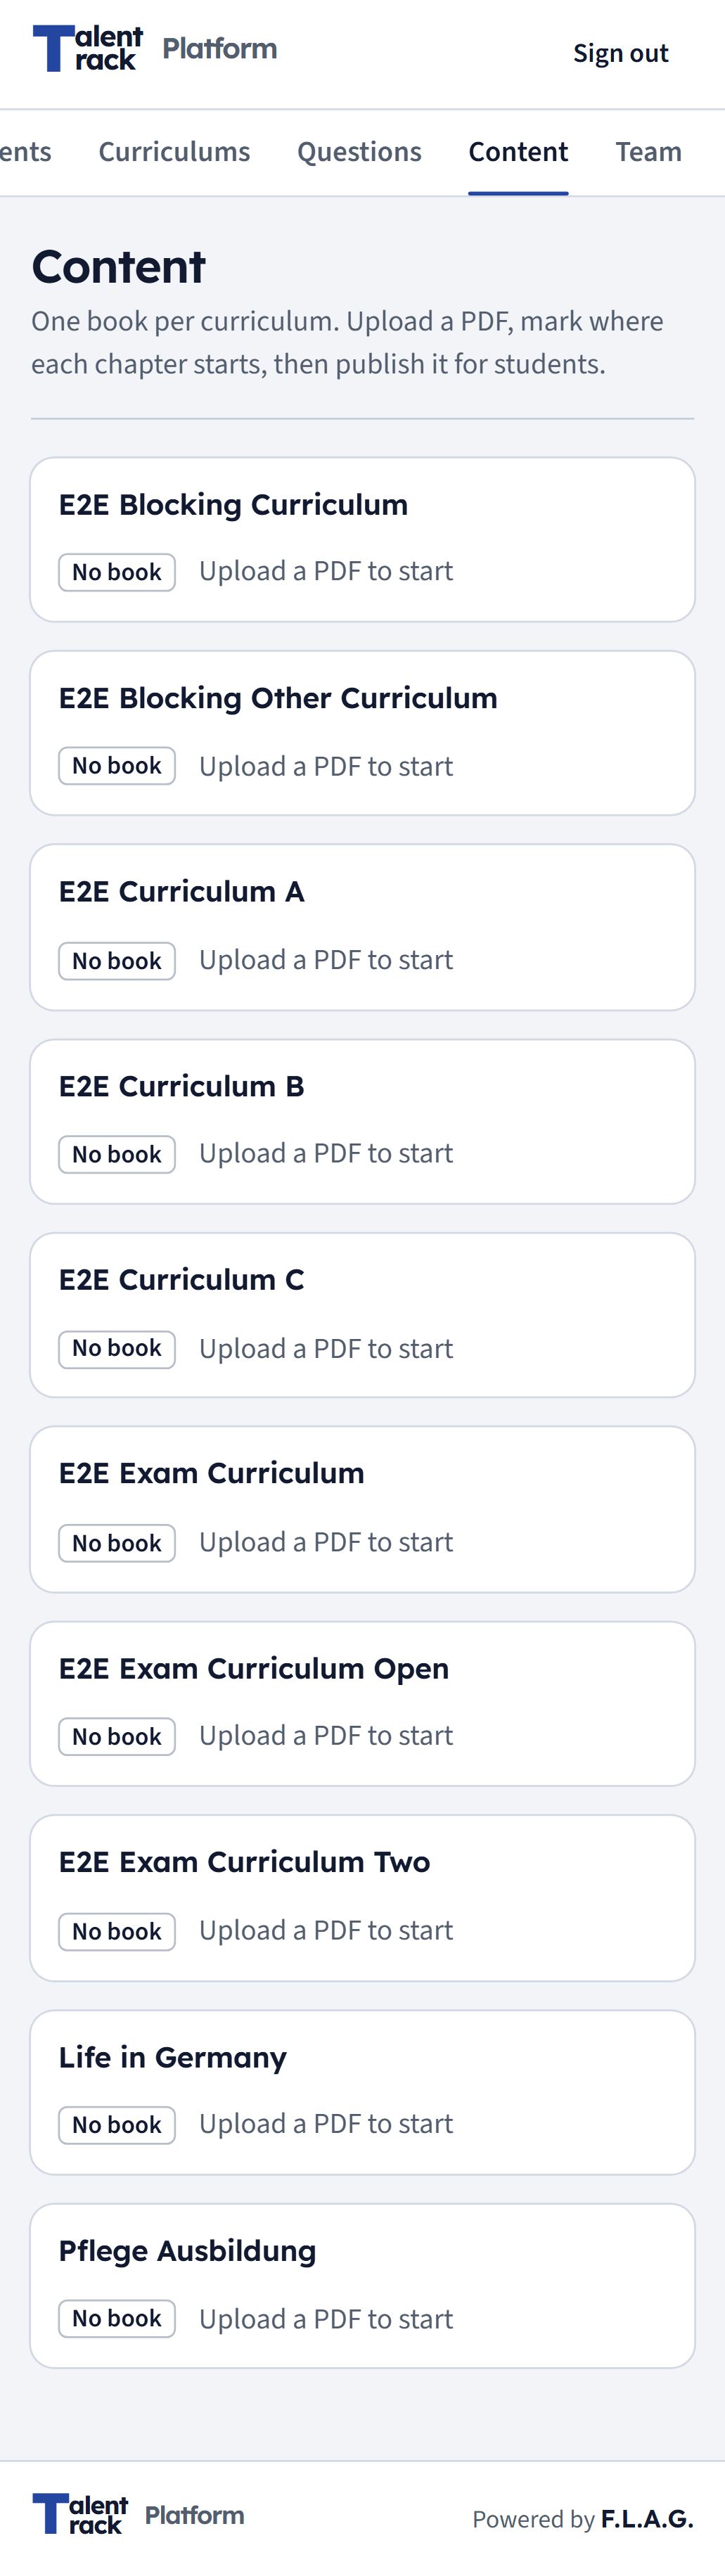 Talent
rack
Platform
Sign out
ents Curriculums Questions Content Team
Content
One book per curriculum. Upload a PDF, mark where
each chapter starts, then publish it for students.
E2E Blocking Curriculum
No book Upload a PDF to start
E2E Blocking Other Curriculum
No book Upload a PDF to start
E2E Curriculum A
No book Upload a PDF to start
E2E Curriculum B
No book Upload a PDF to start
E2E Curriculum C
No book Upload a PDF to start
E2E Exam Curriculum
No book Upload a PDF to start
E2E Exam Curriculum Open
No book Upload a PDF to start
E2E Exam Curriculum Two
No book Upload a PDF to start
Life in Germany
No book Upload a PDF to start
Pflege Ausbildung
No book Upload a PDF to start
Talent
rack
Platform
Powered by F.L.A.G.